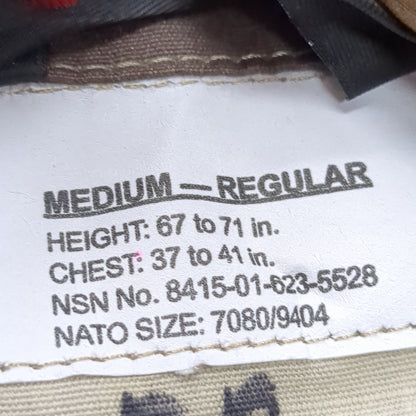 MEDIUM — REGULAR
HEIGHT: 67 to 71 in.
CHEST: 37 to 41 in.
NSN No. 8415-01-623-5528
NATO SIZE: 7080/9404